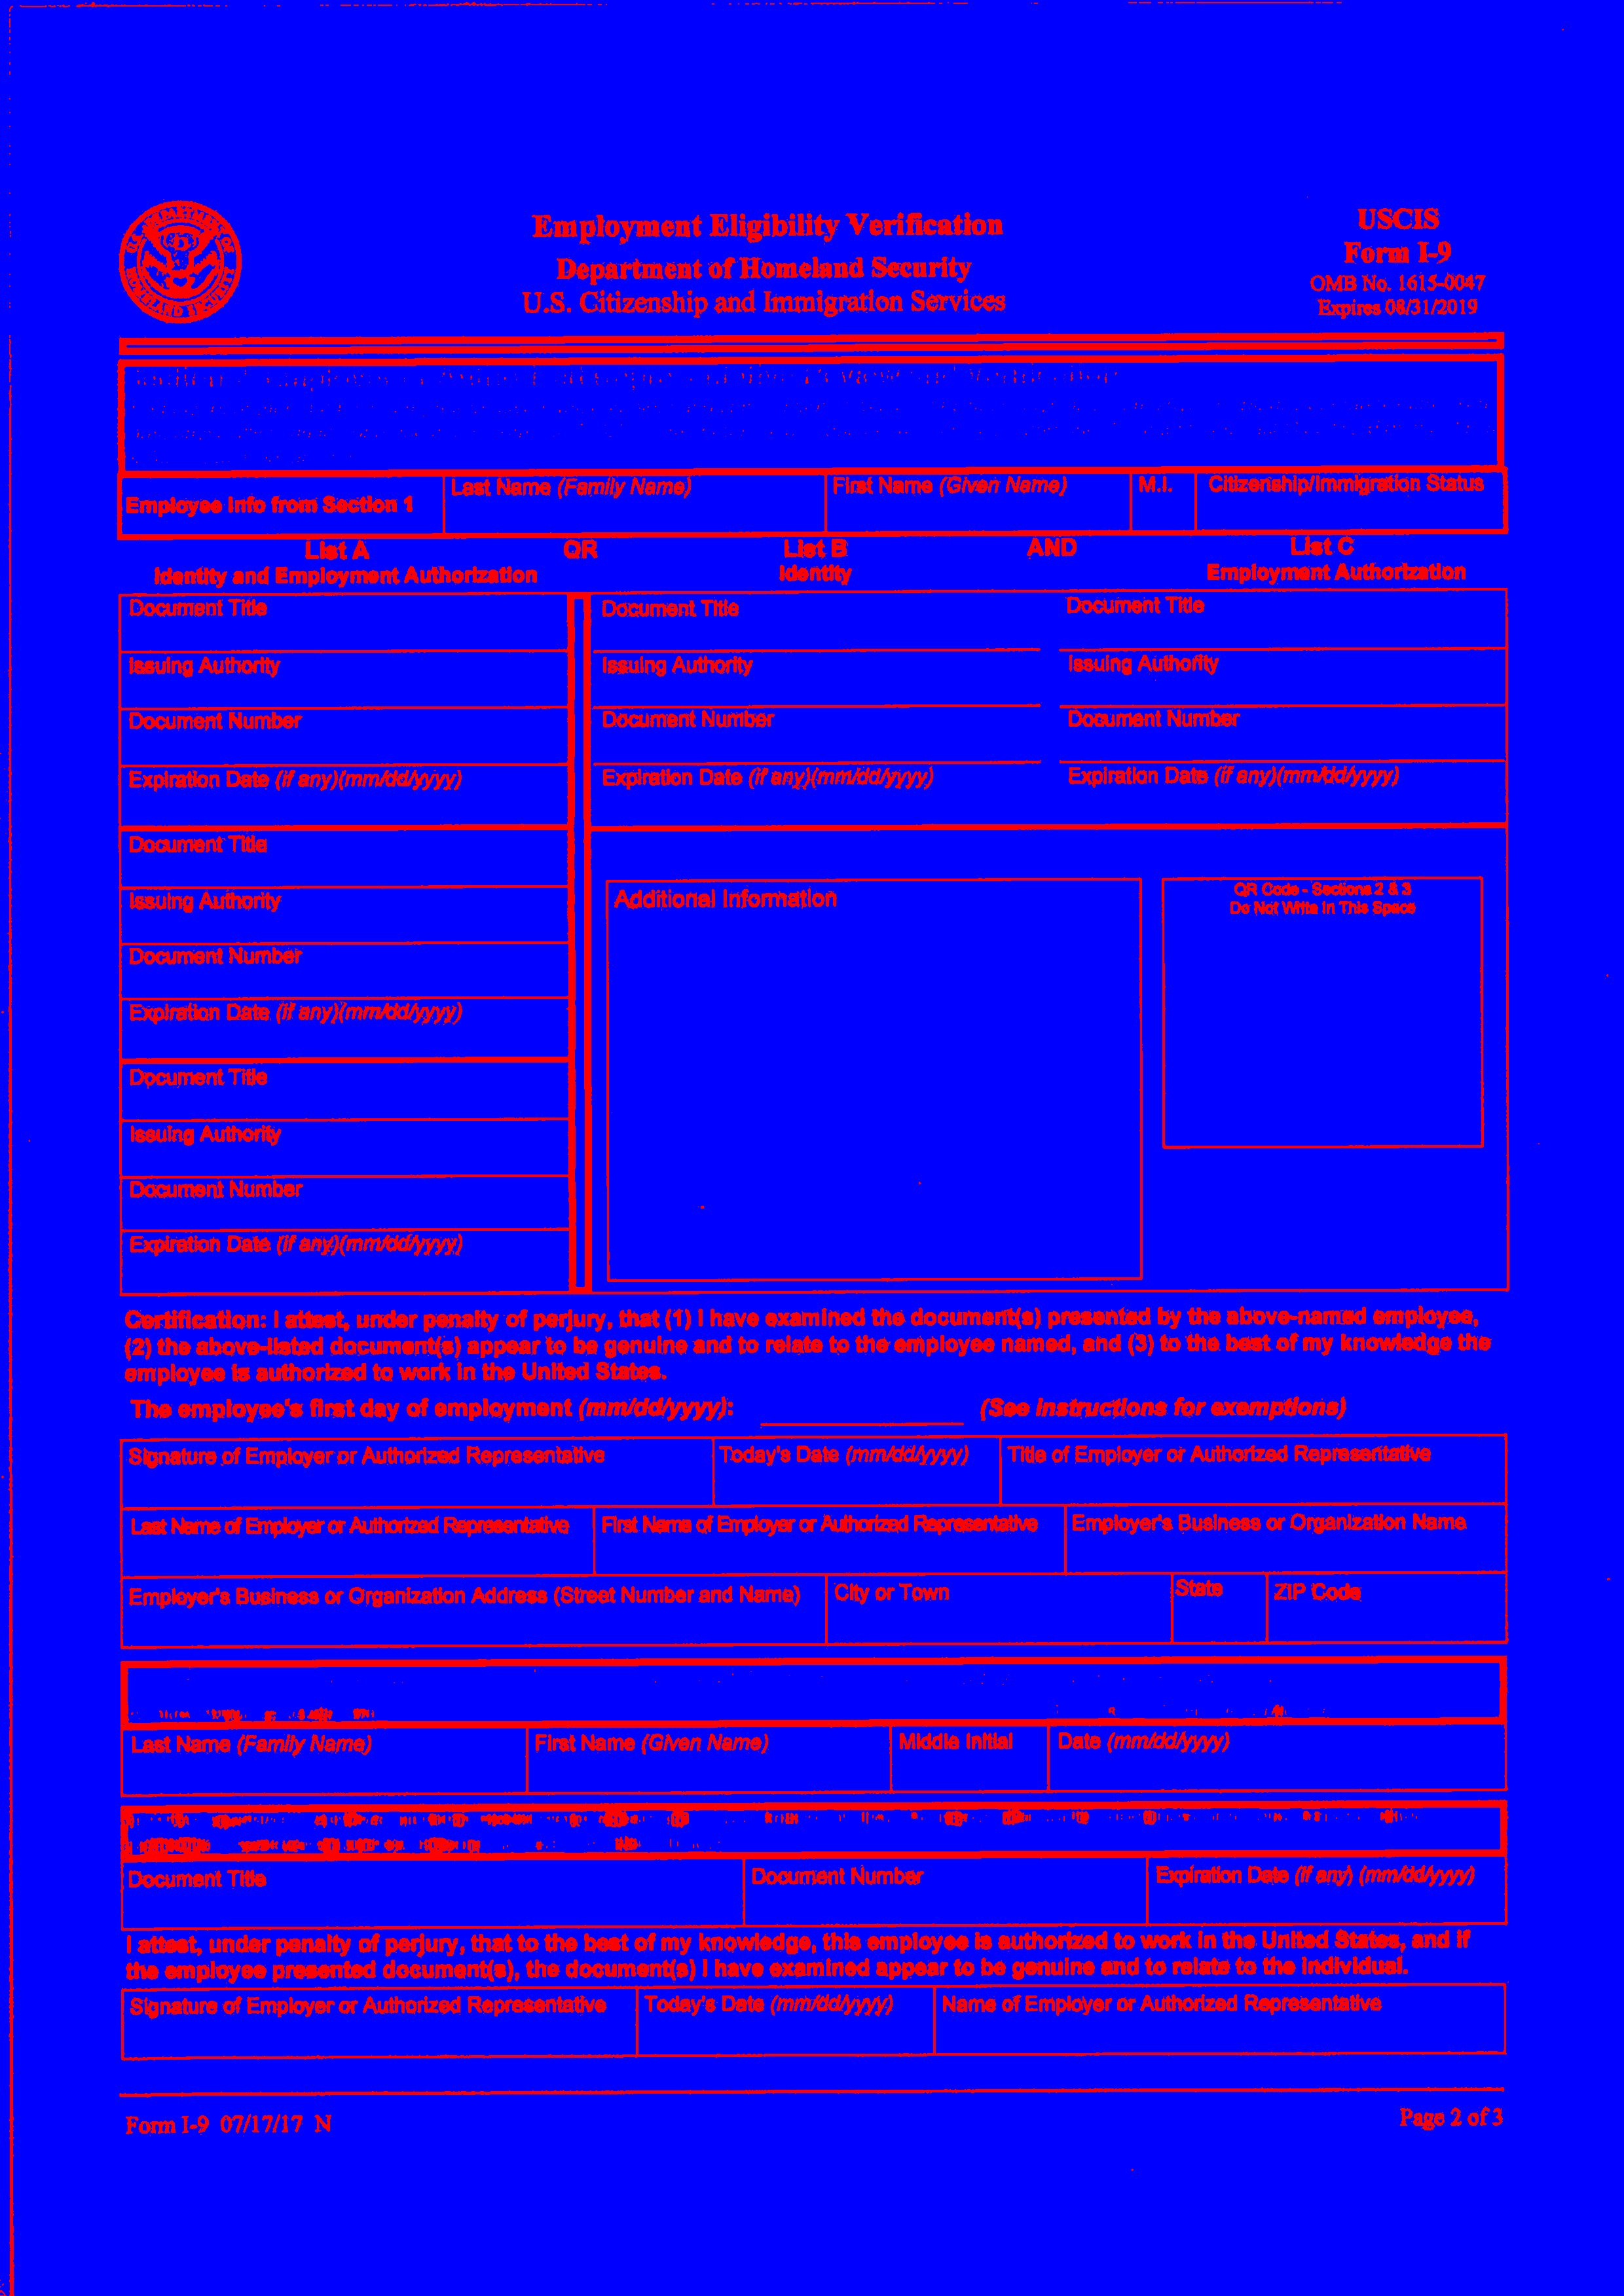 U.S. DEPARTMENT OF HOMELAND SECURITY
Employment Eligibility Verification
Department of Homeland Security
U.S. Citizenship and Immigration Services
USCIS
Form I-9
OMB No. 1615-0047
Expires 08/31/2019
Employee Info from Section 1
Last Name (Family Name)
First Name (Given Name)
M.I.
Citizenship/Immigration Status
List A OR List B AND List C
Identity and Employment Authorization Identity Employment Authorization
Document Title Document Title Document Title
Issuing Authority Issuing Authority Issuing Authority
Document Number Document Number Document Number
Expiration Date (if any)(mm/dd/yyyy) Expiration Date (if any)(mm/dd/yyyy) Expiration Date (if any)(mm/dd/yyyy)
Document Title
Issuing Authority
Document Number
Expiration Date (if any)(mm/dd/yyyy)
Document Title
Issuing Authority
Document Number
Expiration Date (if any)(mm/dd/yyyy)
Additional Information
QR Code - Sections 2 & 3
Do Not Write In This Space
Certification: I attest, under penalty of perjury, that (1) I have examined the document(s) presented by the above-named employee,
(2) the above-listed document(s) appear to be genuine and to relate to the employee named, and (3) to the best of my knowledge the
employee is authorized to work in the United States.
The employee's first day of employment (mm/dd/yyyy): (See instructions for exemptions)
Signature of Employer or Authorized Representative Today's Date (mm/dd/yyyy) Title of Employer or Authorized Representative
Last Name of Employer or Authorized Representative First Name of Employer or Authorized Representative Employer's Business or Organization Name
Employer's Business or Organization Address (Street Number and Name) City or Town State ZIP Code
Last Name (Family Name) First Name (Given Name) Middle Initial Date (mm/dd/yyyy)
Document Title Document Number Expiration Date (if any) (mm/dd/yyyy)
I attest, under penalty of perjury, that to the best of my knowledge, this employee is authorized to work in the United States, and if
the employee presented document(s), the document(s) I have examined appear to be genuine and to relate to the individual.
Signature of Employer or Authorized Representative Today's Date (mm/dd/yyyy) Name of Employer or Authorized Representative
Form I-9 07/17/17 N
Page 2 of 3